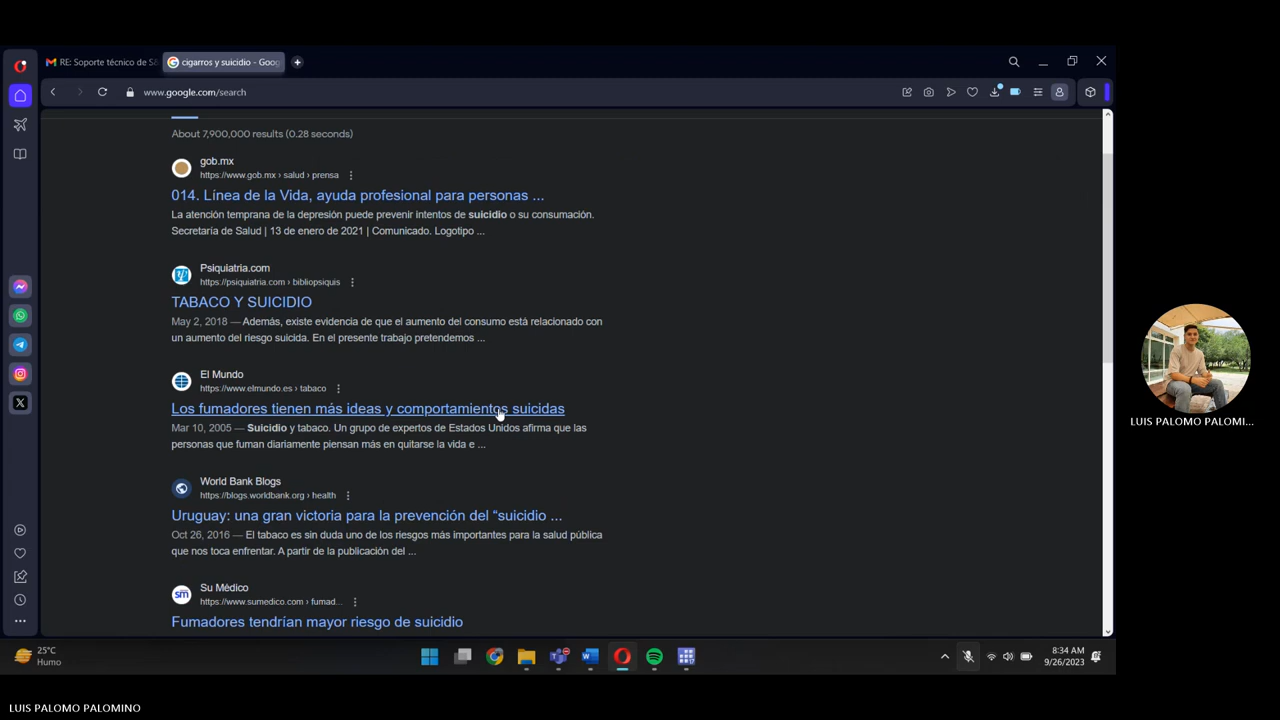 RE: Soporte técnico de S
cigarros y suicidio - Goog
www.google.com/search
About 7,900,000 results (0.28 seconds)
gob.mx
https://www.gob.mx › salud › prensa
014. Línea de la Vida, ayuda profesional para personas ...
La atención temprana de la depresión puede prevenir intentos de suicidio o su consumación.
Secretaría de Salud | 13 de enero de 2021 | Comunicado. Logotipo ...
Psiquiatria.com
https://psiquiatria.com › bibliopsiquis
TABACO Y SUICIDIO
May 2, 2018 — Además, existe evidencia de que el aumento del consumo está relacionado con
un aumento del riesgo suicida. En el presente trabajo pretendemos ...
El Mundo
https://www.elmundo.es › tabaco
Los fumadores tienen más ideas y comportamientos suicidas
Mar 10, 2005 — Suicidio y tabaco. Un grupo de expertos de Estados Unidos afirma que las
personas que fuman diariamente piensan más en quitarse la vida e ...
World Bank Blogs
https://blogs.worldbank.org › health
Uruguay: una gran victoria para la prevención del “suicidio ...
Oct 26, 2016 — El tabaco es sin duda uno de los riesgos más importantes para la salud pública
que nos toca enfrentar. A partir de la publicación del ...
Su Médico
sm
https://www.sumedico.com › fumad...
Fumadores tendrían mayor riesgo de suicidio
LUIS PALOMO PALOMI...
25°C
Humo
8:34 AM
9/26/2023
LUIS PALOMO PALOMINO